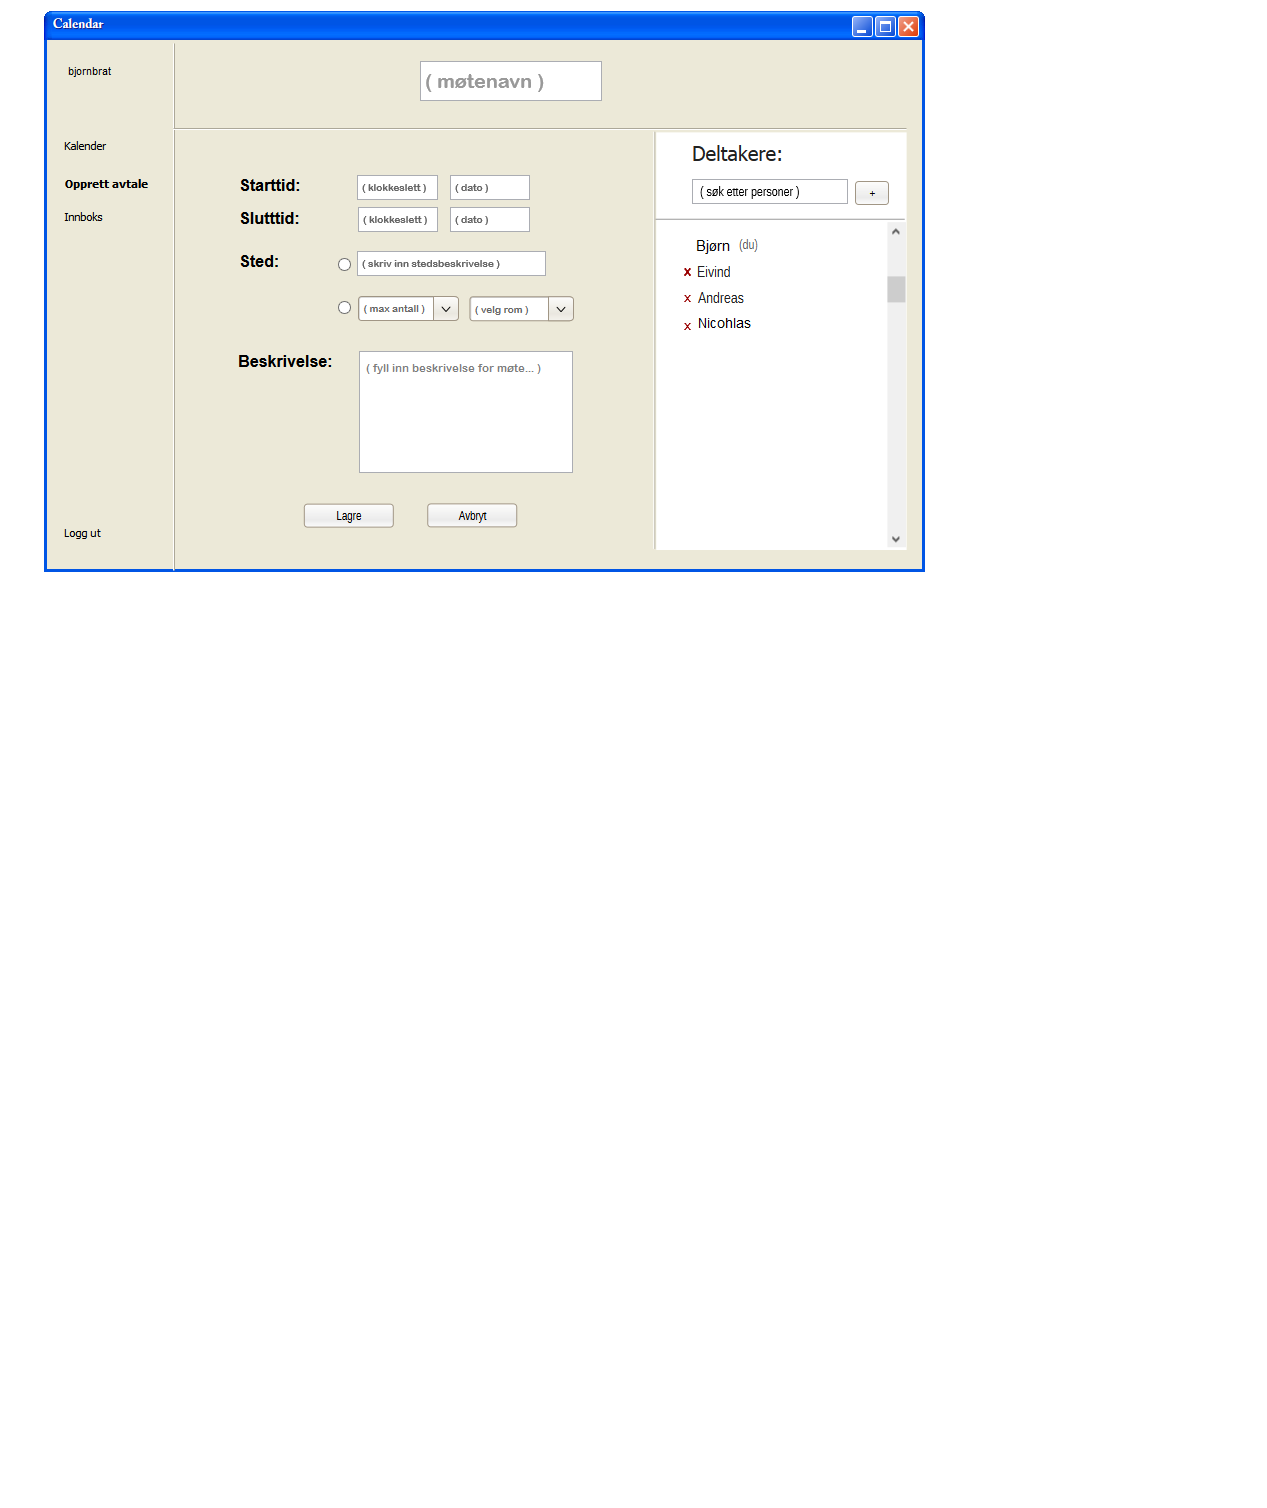 Calendar
bjornbrat
( møtenavn )
Kalender
Opprett avtale
Innboks
Logg ut
Starttid:
( klokkeslett )
( dato )
Slutttid:
( klokkeslett )
( dato )
Sted:
( skriv inn stedsbeskrivelse )
( max antall )
( velg rom )
Beskrivelse:
( fyll inn beskrivelse for møte... )
Lagre
Avbryt
Deltakere:
( søk etter personer )
+
Bjørn (du)
x Eivind
x Andreas
x Nicohlas